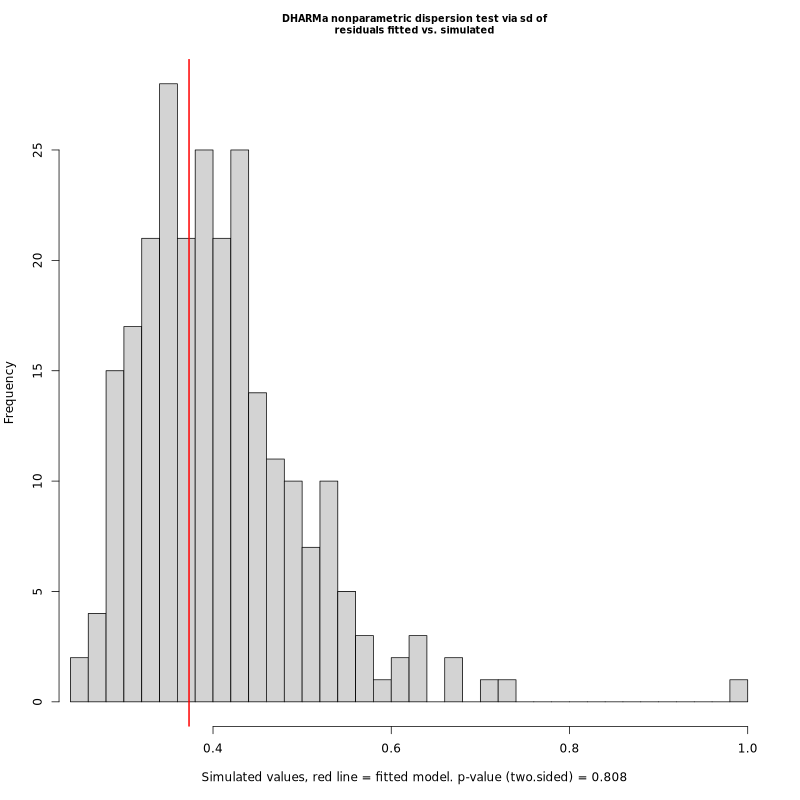 DHARMa nonparametric dispersion test via sd of
residuals fitted vs. simulated
Frequency
25
20
15
10
5
0
0.4 0.6 0.8 1.0
Simulated values, red line = fitted model. p-value (two.sided) = 0.808